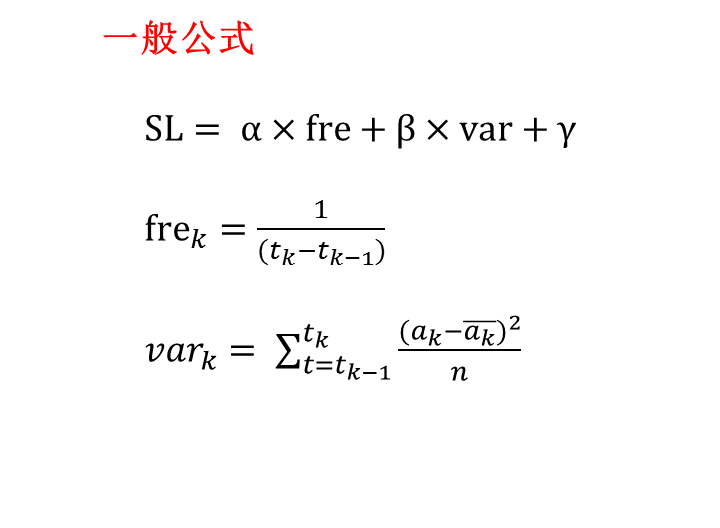 一般公式
SL = α × fre + β × var + γ
fre_k = 1/(t_k−t_{k−1})
var_k = ∑_{t=t_{k−1}}^{t_k} (a_k−\overline{a_k})²/n